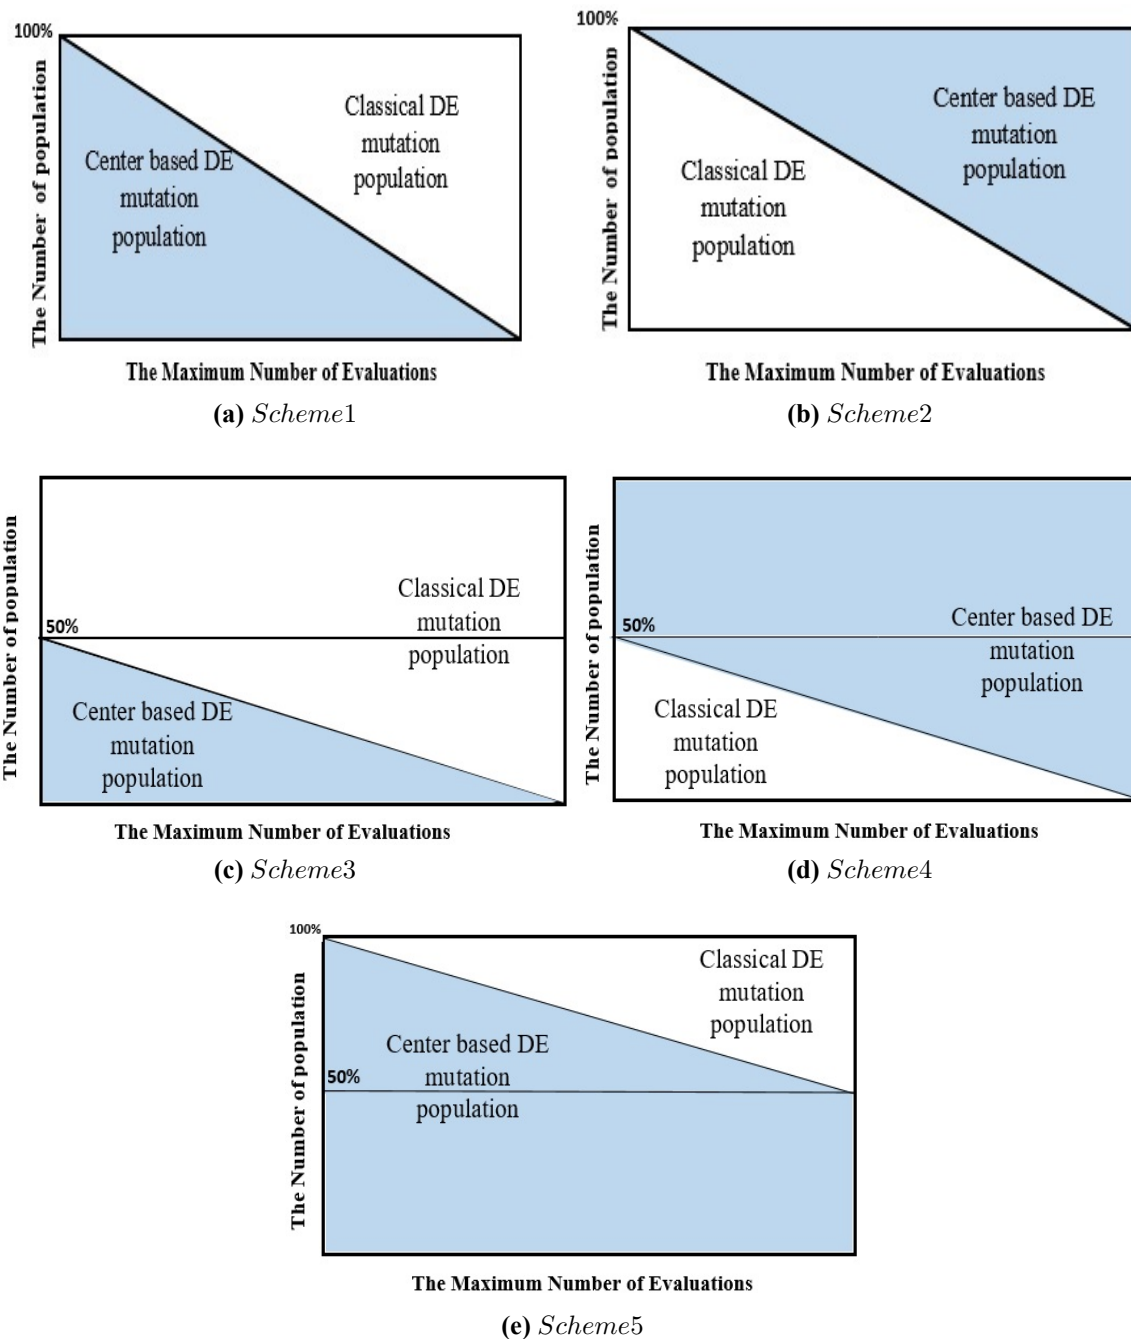 100%
The Number of population
Classical DE
mutation
population
Center based DE
mutation
population
The Maximum Number of Evaluations
(a) Scheme1
100%
The Number of population
Center based DE
mutation
population
Classical DE
mutation
population
The Maximum Number of Evaluations
(b) Scheme2
The Number of population
50%
Classical DE
mutation
population
Center based DE
mutation
population
The Maximum Number of Evaluations
(c) Scheme3
The Number of population
50%
Center based DE
mutation
population
Classical DE
mutation
population
The Maximum Number of Evaluations
(d) Scheme4
100%
The Number of population
Classical DE
mutation
population
Center based DE
mutation
population
50%
The Maximum Number of Evaluations
(e) Scheme5